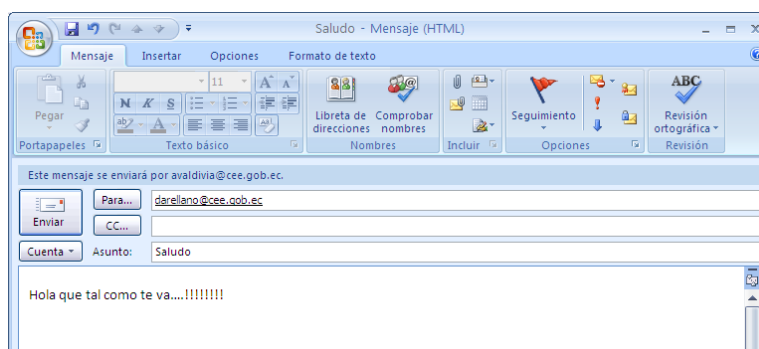 Saludo - Mensaje (HTML)
Mensaje Insertar Opciones Formato de texto
Pegar
Portapapeles
11
N K S
Texto básico
Libreta de direcciones
Comprobar nombres
Nombres
Incluir
Seguimiento
Opciones
ABC
Revisión ortográfica
Revisión
Este mensaje se enviará por avaldivia@cee.gob.ec.
Enviar
Para... darellano@cee.gob.ec
CC...
Cuenta Asunto: Saludo
Hola que tal como te va....!!!!!!!!